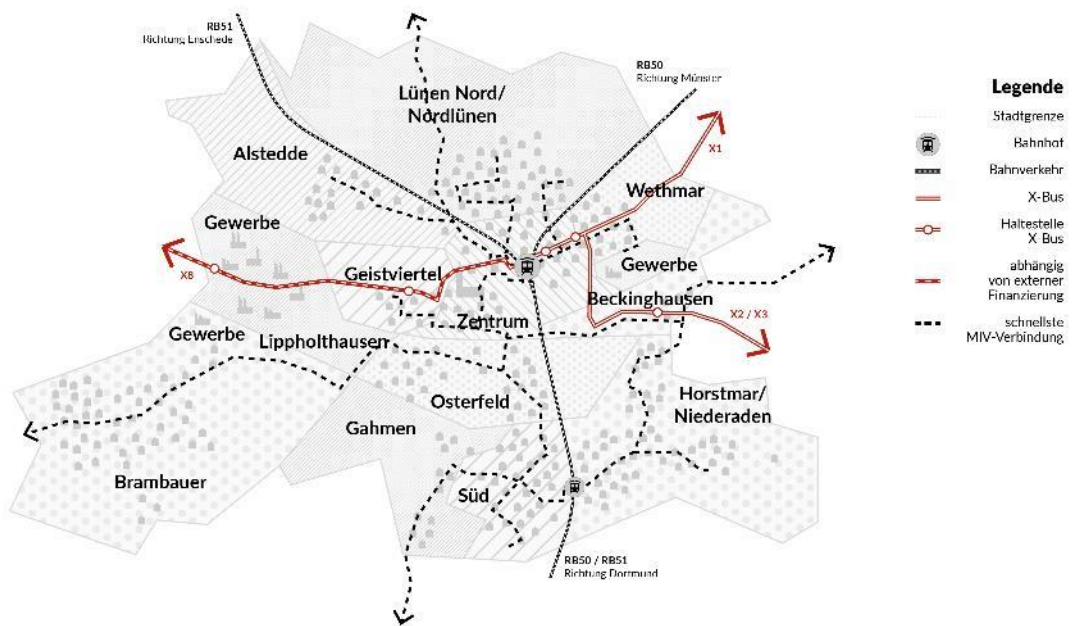 RB51
Richtung Enschede
RB50
Richtung Münster
Lünen Nord/
Nordlünen
X1
Alstedde
Wethmar
Gewerbe
X8
Geistviertel
Gewerbe
Beckinghausen
Zentrum
X2 / X3
Gewerbe
Lippholthausen
Osterfeld
Horstmar/
Niederaden
Gahmen
Brambauer
Süd
RB50 / RB51
Richtung Dortmund
Legende
Stadtgrenze
Bahnhof
Bahnverkehr
X-Bus
Haltestelle
X-Bus
abhängig
von externer
Finanzierung
schnellste
MIV-Verbindung